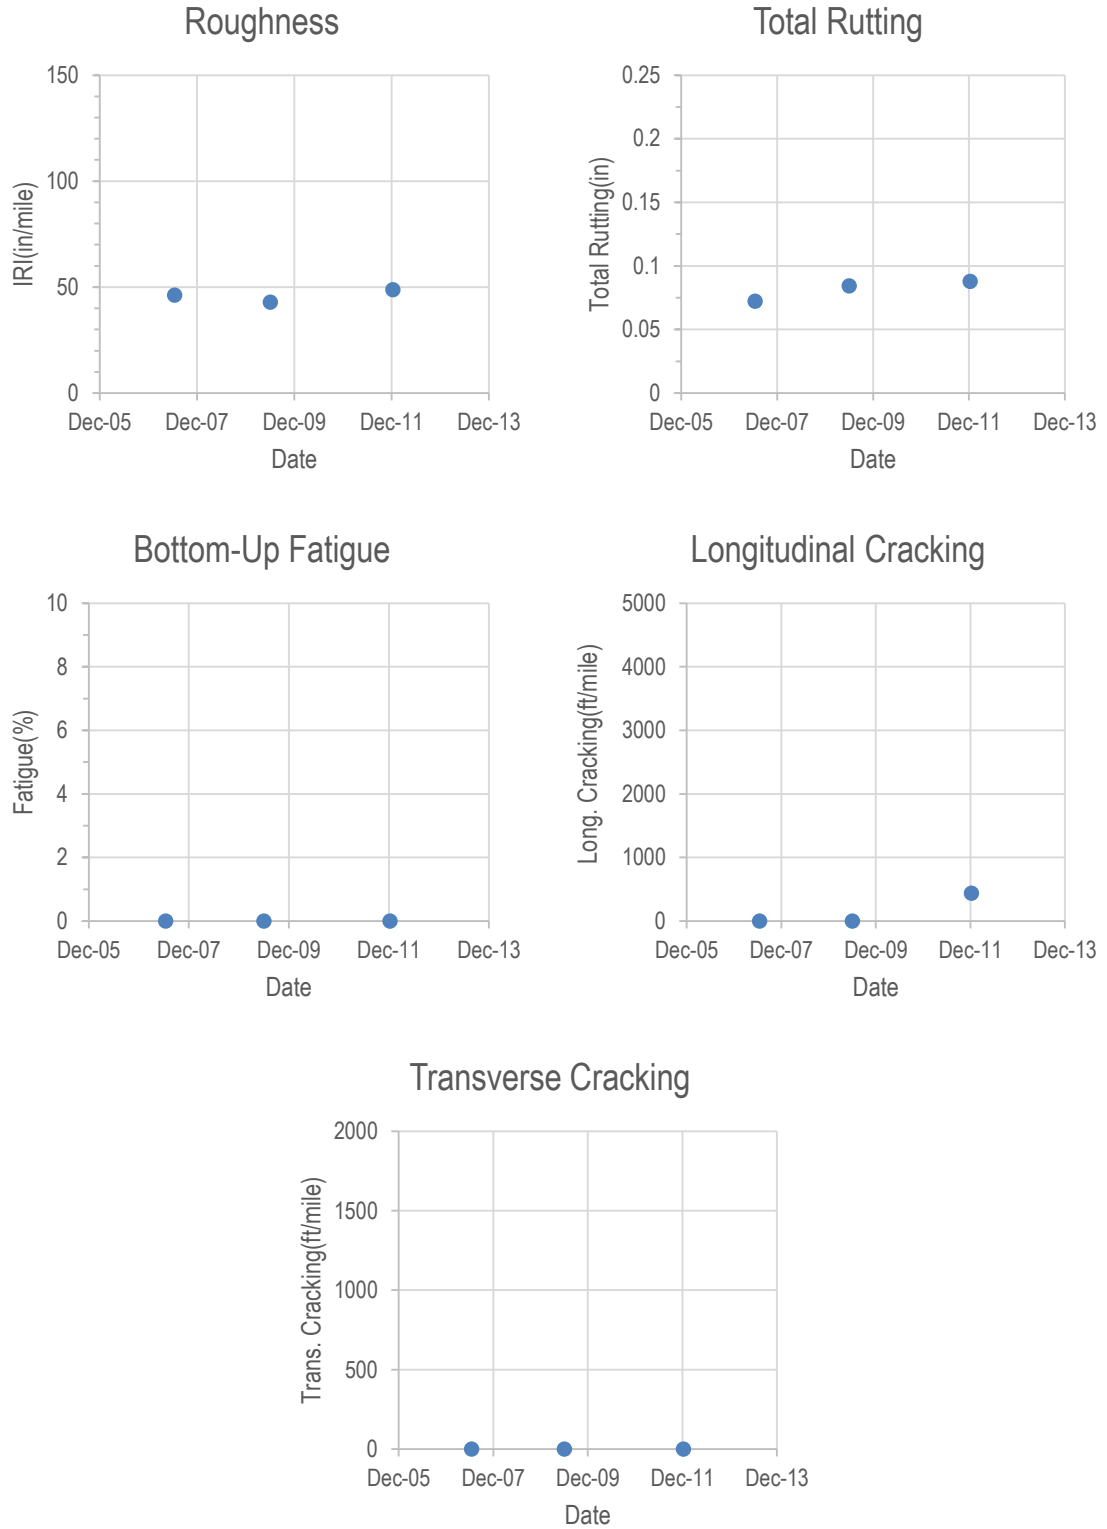 Roughness
150
100
50
0
IRI(in/mile)
Dec-05 Dec-07 Dec-09 Dec-11 Dec-13
Date
Total Rutting
0.25
0.2
0.15
0.1
0.05
0
Total Rutting(in)
Dec-05 Dec-07 Dec-09 Dec-11 Dec-13
Date
Bottom-Up Fatigue
10
8
6
4
2
0
Fatigue(%)
Dec-05 Dec-07 Dec-09 Dec-11 Dec-13
Date
Longitudinal Cracking
5000
4000
3000
2000
1000
0
Long. Cracking(ft/mile)
Dec-05 Dec-07 Dec-09 Dec-11 Dec-13
Date
Transverse Cracking
2000
1500
1000
500
0
Trans. Cracking(ft/mile)
Dec-05 Dec-07 Dec-09 Dec-11 Dec-13
Date